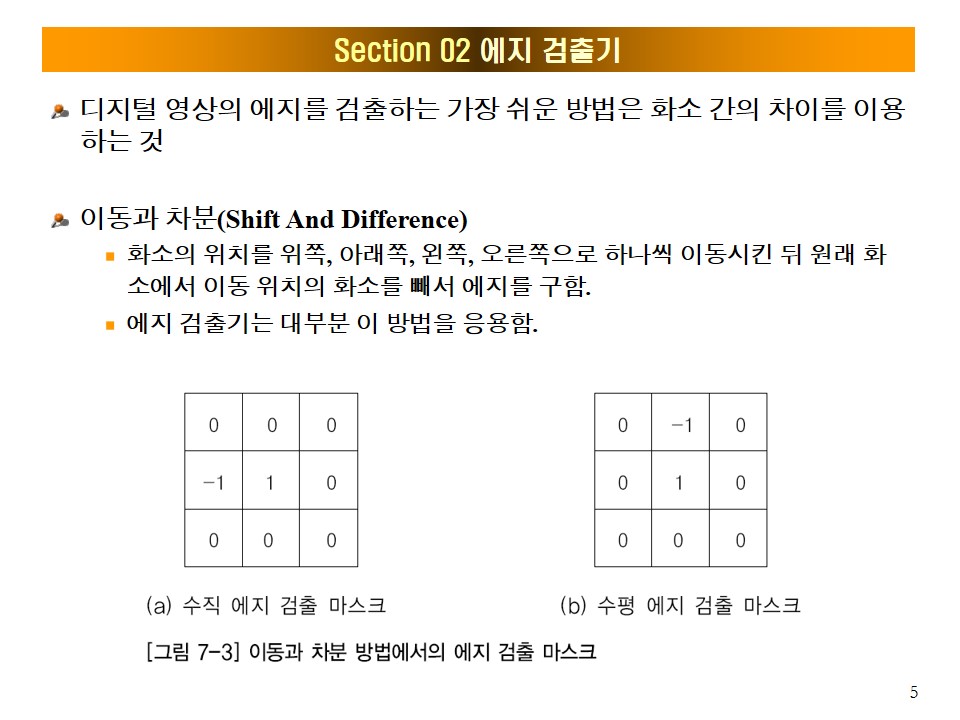 Section 02 에지 검출기
디지털 영상의 에지를 검출하는 가장 쉬운 방법은 화소 간의 차이를 이용
하는 것
이동과 차분(Shift And Difference)
화소의 위치를 위쪽, 아래쪽, 왼쪽, 오른쪽으로 하나씩 이동시킨 뒤 원래 화
소에서 이동 위치의 화소를 빼서 에지를 구함.
에지 검출기는 대부분 이 방법을 응용함.
0 0 0
-1 1 0
0 0 0
(a) 수직 에지 검출 마스크
0 -1 0
0 1 0
0 0 0
(b) 수평 에지 검출 마스크
[그림 7-3] 이동과 차분 방법에서의 에지 검출 마스크
5